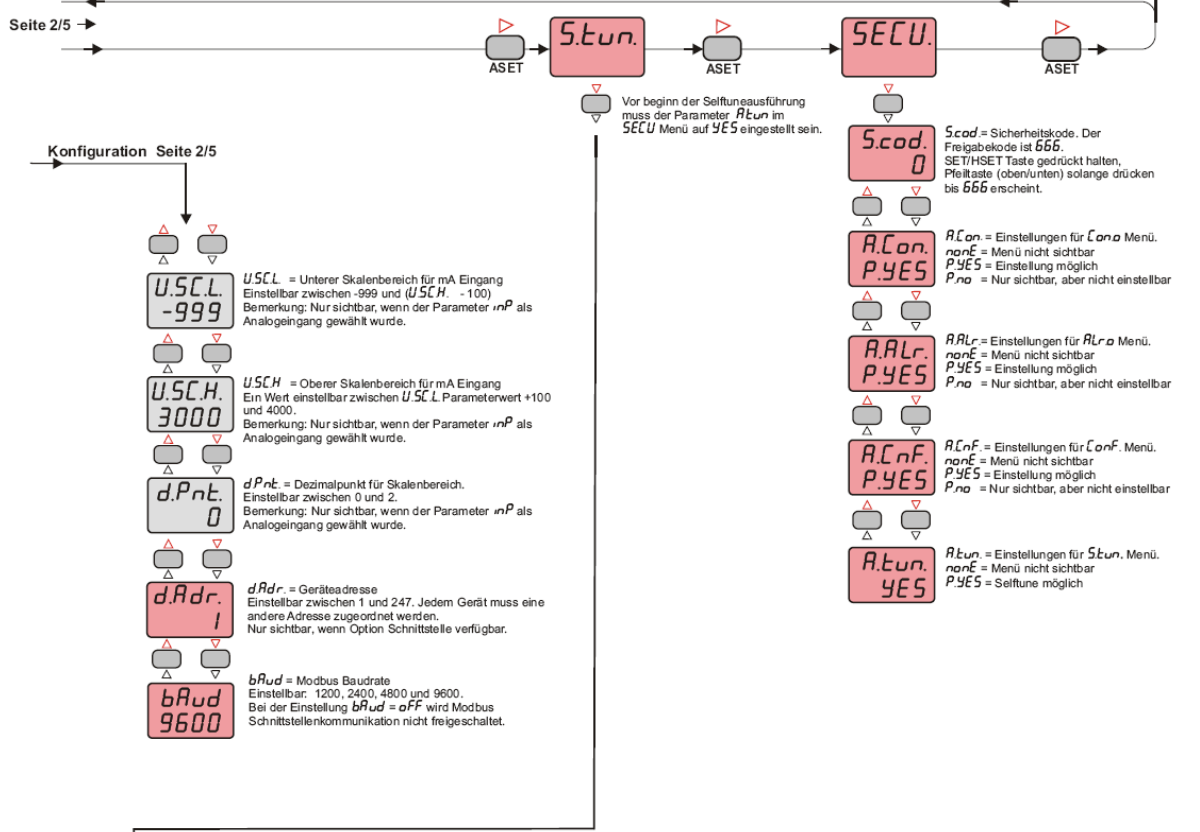 Seite 2/5
ASET
S.tun.
ASET
SECU.
ASET
Vor beginn der Selftuneausführung
muss der Parameter A.tun im
SECU Menü auf YES eingestellt sein.
Konfiguration Seite 2/5
U.SC.L.
-999
U.SC.L. = Unterer Skalenbereich für mA Eingang
Einstellbar zwischen -999 und (U.SC.H. - 100)
Bemerkung: Nur sichtbar, wenn der Parameter inP als
Analogeingang gewählt wurde.
U.SC.H.
3000
U.SC.H = Oberer Skalenbereich für mA Eingang
Ein Wert einstellbar zwischen U.SC.L. Parameterwert +100
und 4000.
Bemerkung: Nur sichtbar, wenn der Parameter inP als
Analogeingang gewählt wurde.
d.Pnt.
0
d.Pnt. = Dezimalpunkt für Skalenbereich.
Einstellbar zwischen 0 und 2.
Bemerkung: Nur sichtbar, wenn der Parameter inP als
Analogeingang gewählt wurde.
d.Adr.
1
d.Adr. = Geräteadresse
Einstellbar zwischen 1 und 247. Jedem Gerät muss eine
andere Adresse zugeordnet werden.
Nur sichtbar, wenn Option Schnittstelle verfügbar.
bAud
9600
bAud = Modbus Baudrate
Einstellbar: 1200, 2400, 4800 und 9600.
Bei der Einstellung bAud = oFF wird Modbus
Schnittstellenkommunikation nicht freigeschaltet.
S.cod.
0
S.cod.= Sicherheitskode. Der
Freigabekode ist 666.
SET/HSET Taste gedrückt halten,
Pfeiltaste (oben/unten) solange drücken
bis 666 erscheint.
A.Con.
P.YES
A.Con. = Einstellungen für Con.o Menü.
nonE = Menü nicht sichtbar
P.YES = Einstellung möglich
P.no = Nur sichtbar, aber nicht einstellbar
A.ALr.
P.YES
A.ALr.= Einstellungen für ALr.o Menü.
nonE = Menü nicht sichtbar
P.YES = Einstellung möglich
P.no = Nur sichtbar, aber nicht einstellbar
A.CnF.
P.YES
A.CnF. = Einstellungen für ConF. Menü.
nonE = Menü nicht sichtbar
P.YES = Einstellung möglich
P.no = Nur sichtbar, aber nicht einstellbar
A.tun.
YES
A.tun. = Einstellungen für S.tun. Menü.
nonE = Menü nicht sichtbar
P.YES = Selftune möglich